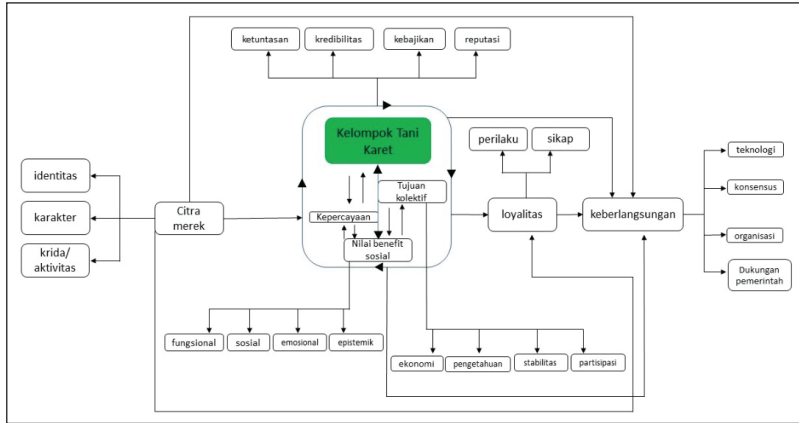 ketuntasan
kredibilitas
kebajikan
reputasi
Kelompok Tani
Karet
perilaku
sikap
teknologi
identitas
Tujuan
kolektif
konsensus
karakter
Citra
merek
Kepercayaan
loyalitas
keberlangsungan
krida/
aktivitas
Nilai benefit
sosial
organisasi
Dukungan
pemerintah
fungsional
sosial
emosional
epistemik
ekonomi
pengetahuan
stabilitas
partisipasi